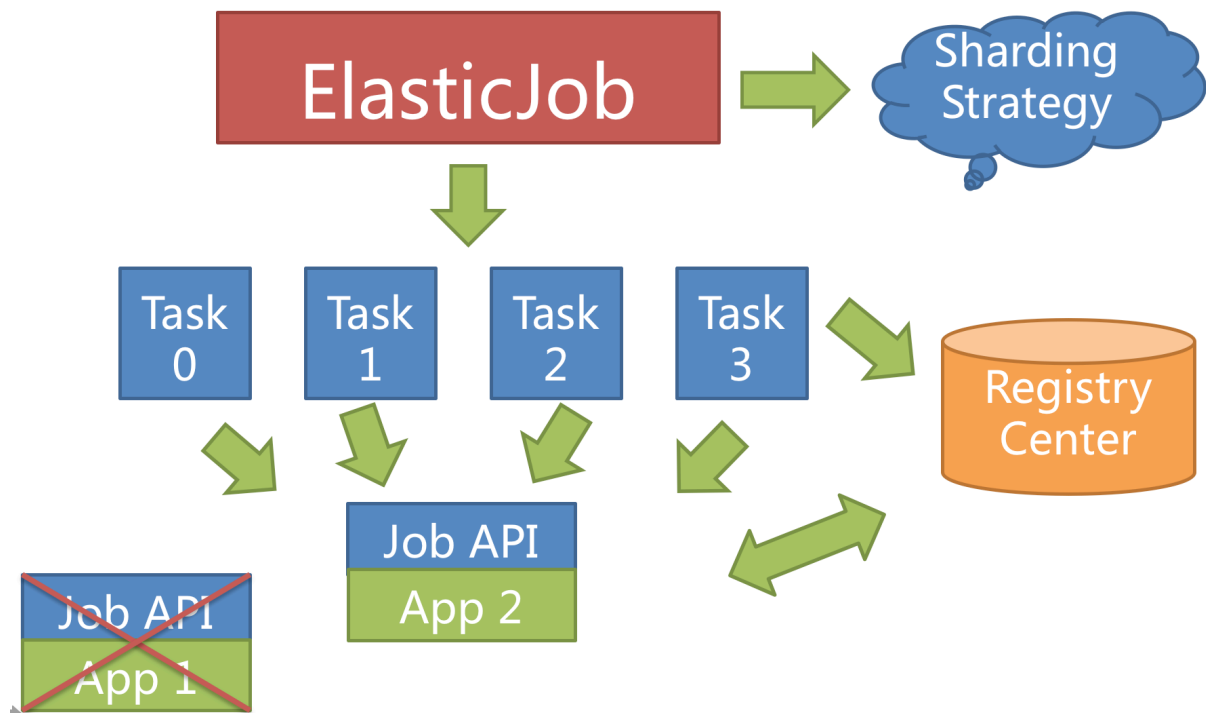 ElasticJob
Sharding
Strategy
Task
0
Task
1
Task
2
Task
3
Registry
Center
Job API
App 2
Job API
App 1